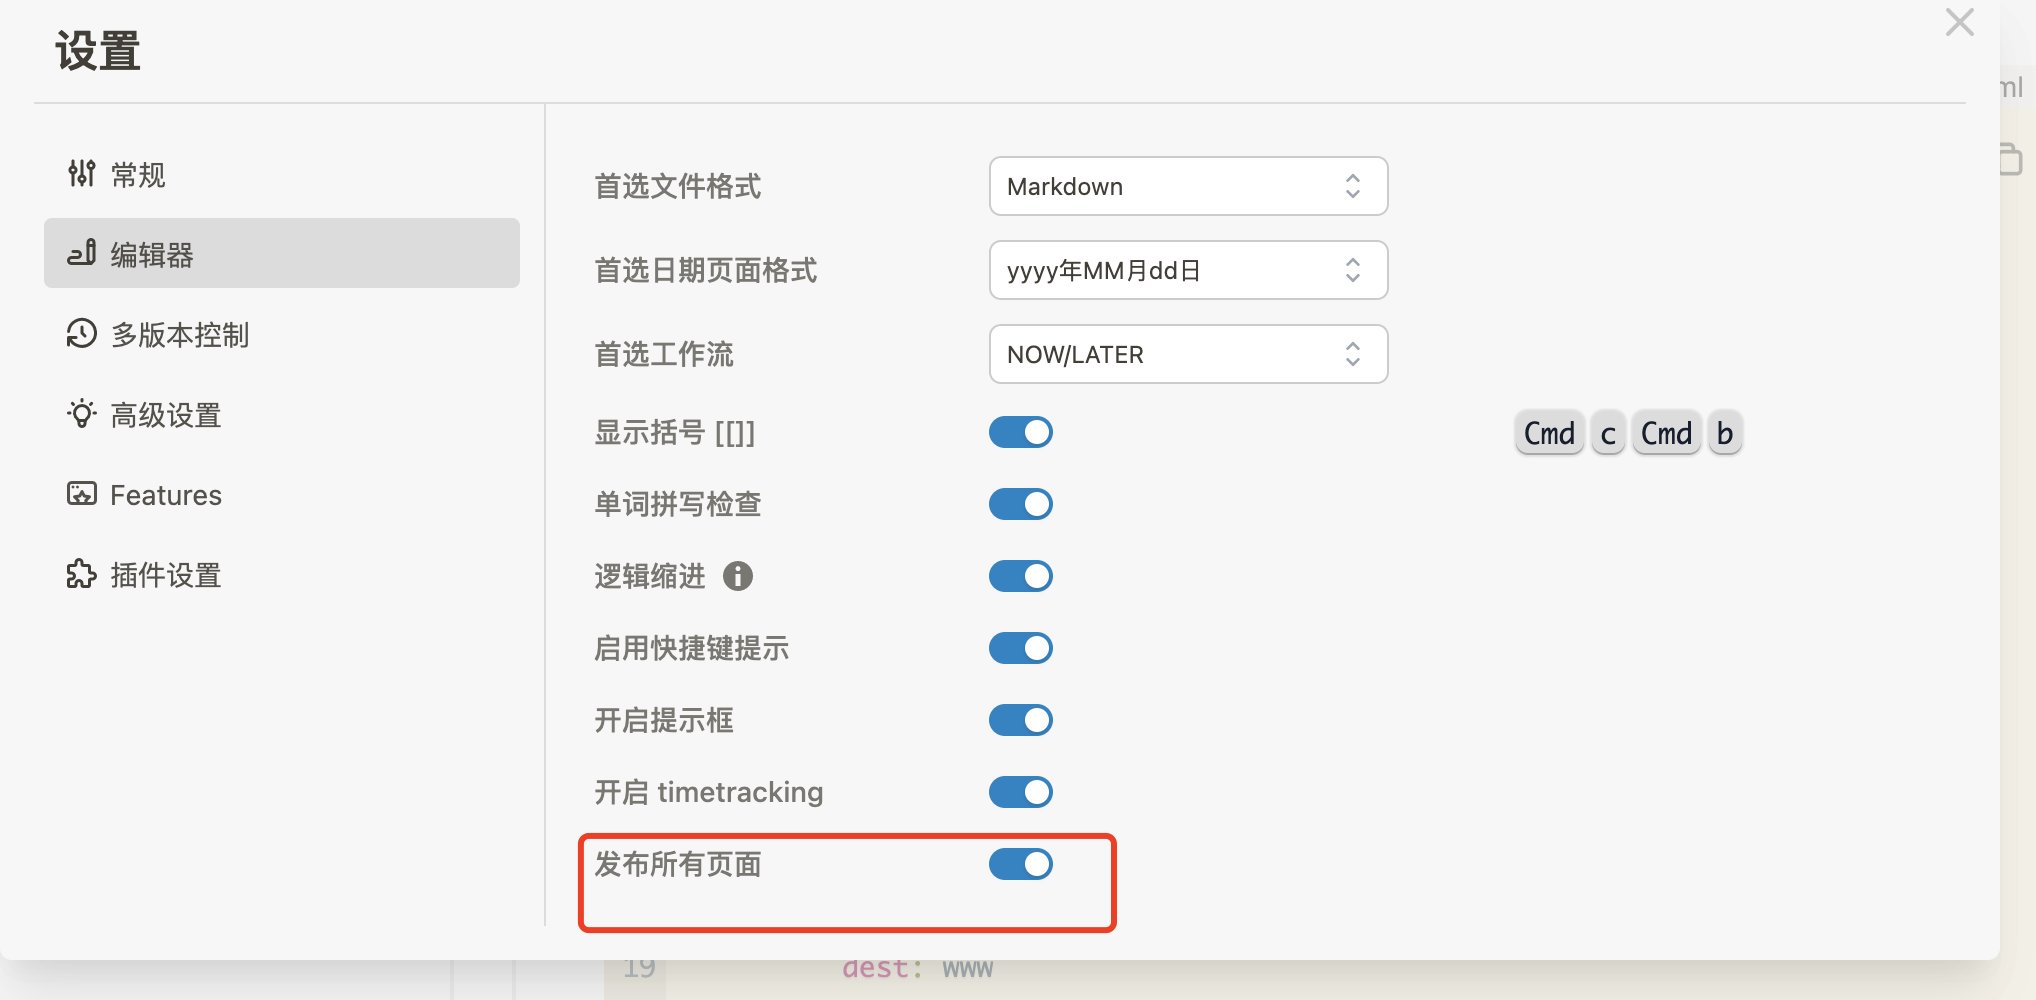 设置
ml
常规
编辑器
多版本控制
高级设置
Features
插件设置
首选文件格式 Markdown
首选日期页面格式 yyyy年MM月dd日
首选工作流 NOW/LATER
显示括号 [[]] Cmd c Cmd b
单词拼写检查
逻辑缩进
启用快捷键提示
开启提示框
开启 timetracking
发布所有页面
19 dest: www